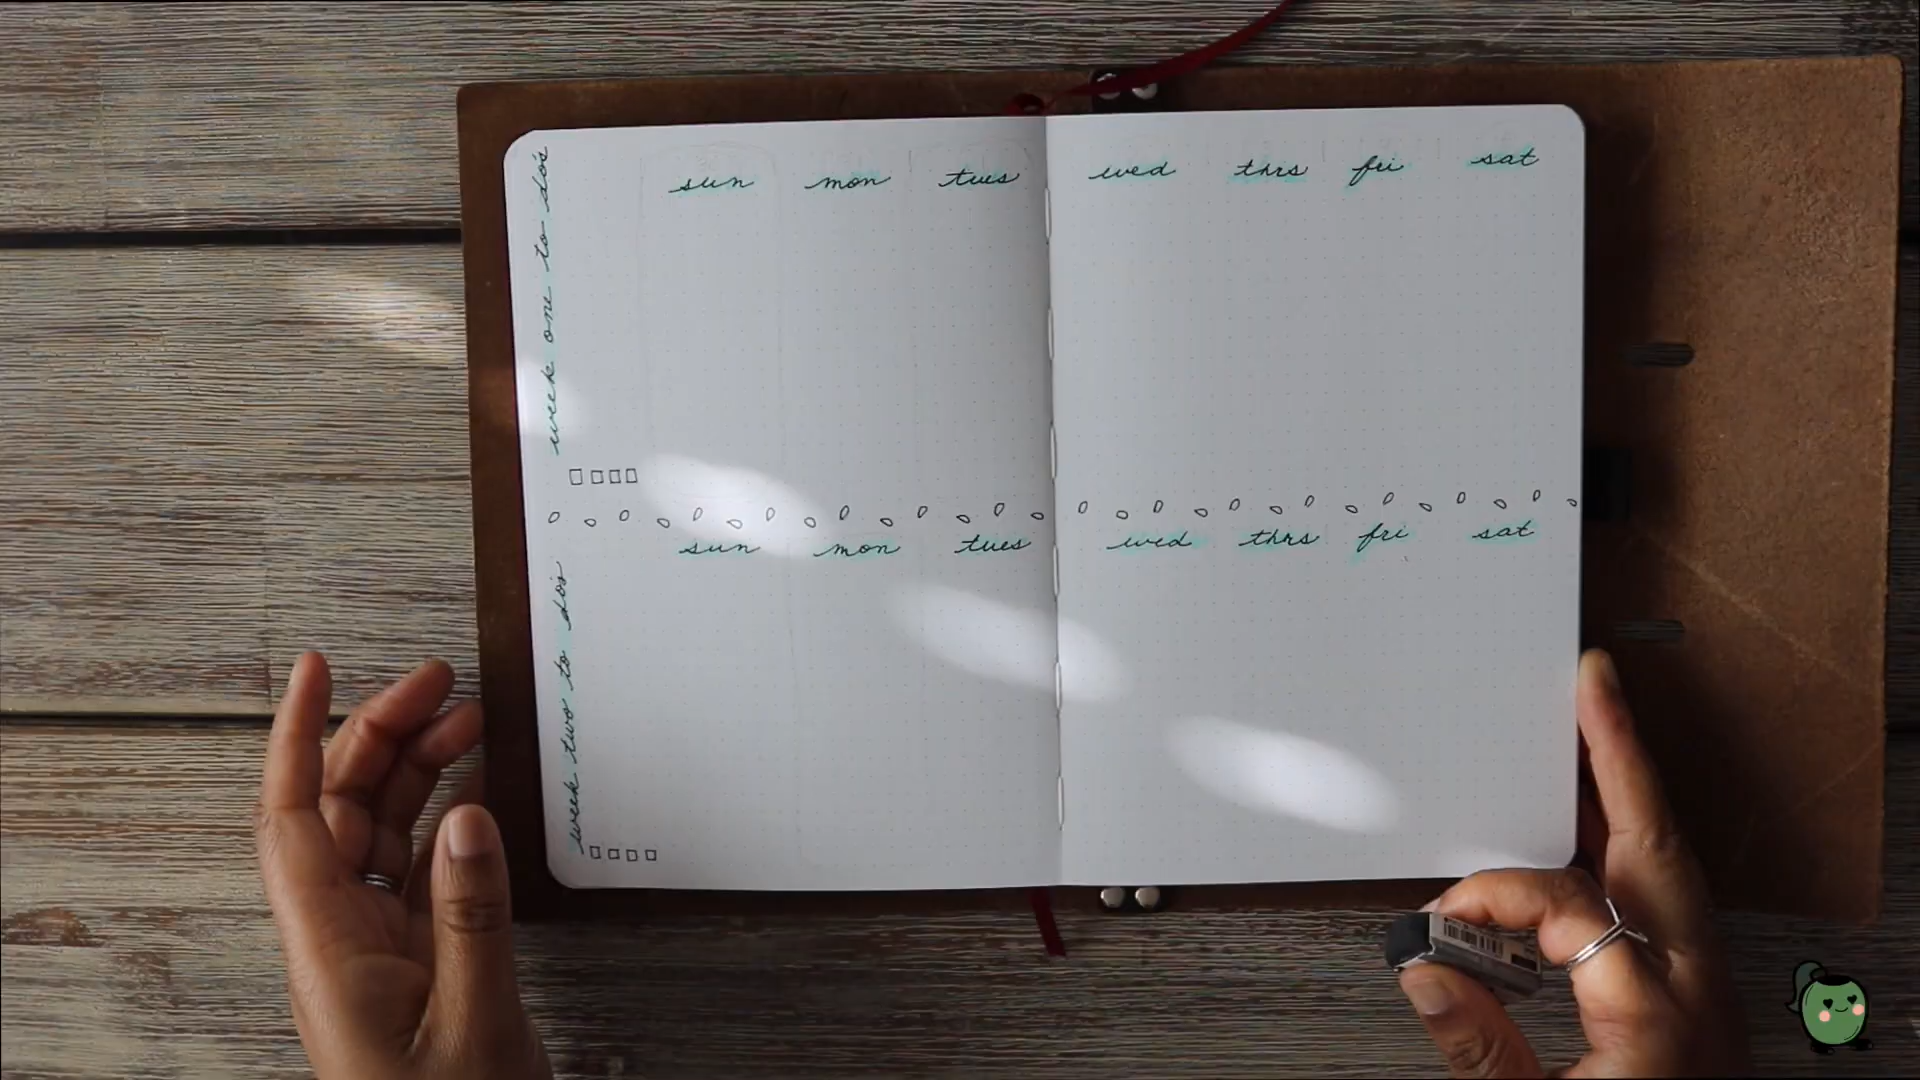 week one to do's
sun mon tues wed thrs fri sat
week two to do's
sun mon tues wed thrs fri sat